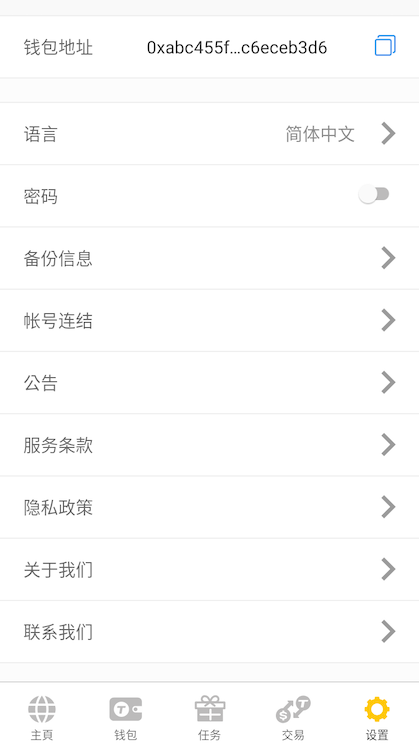 钱包地址 0xabc455f...c6eceb3d6
语言 简体中文
密码
备份信息
帐号连结
公告
服务条款
隐私政策
关于我们
联系我们
主頁 钱包 任务 交易 设置